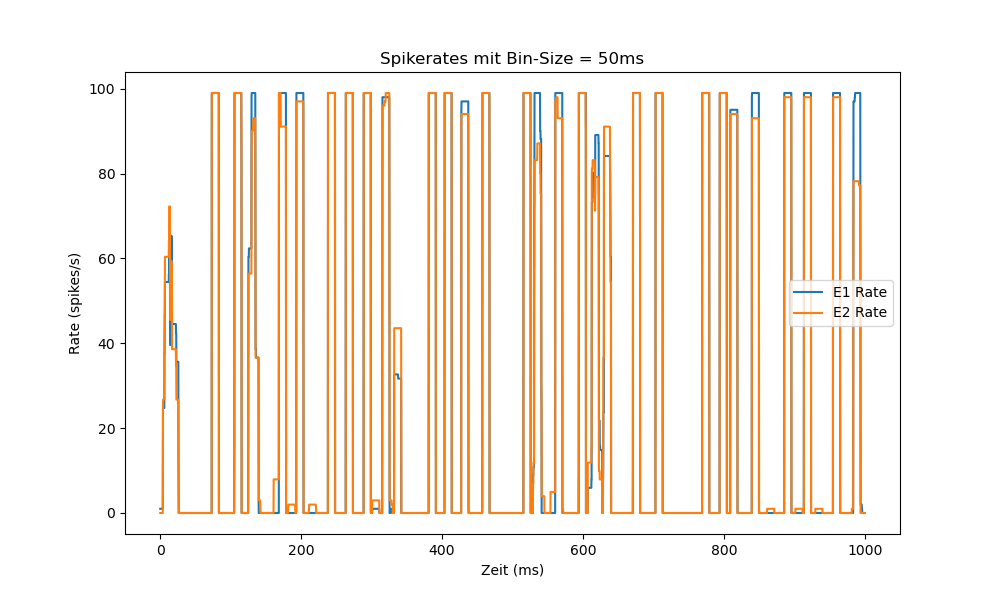 Spikerates mit Bin-Size = 50ms
100
80
60
40
20
0
Rate (spikes/s)
E1 Rate
E2 Rate
0 200 400 600 800 1000
Zeit (ms)